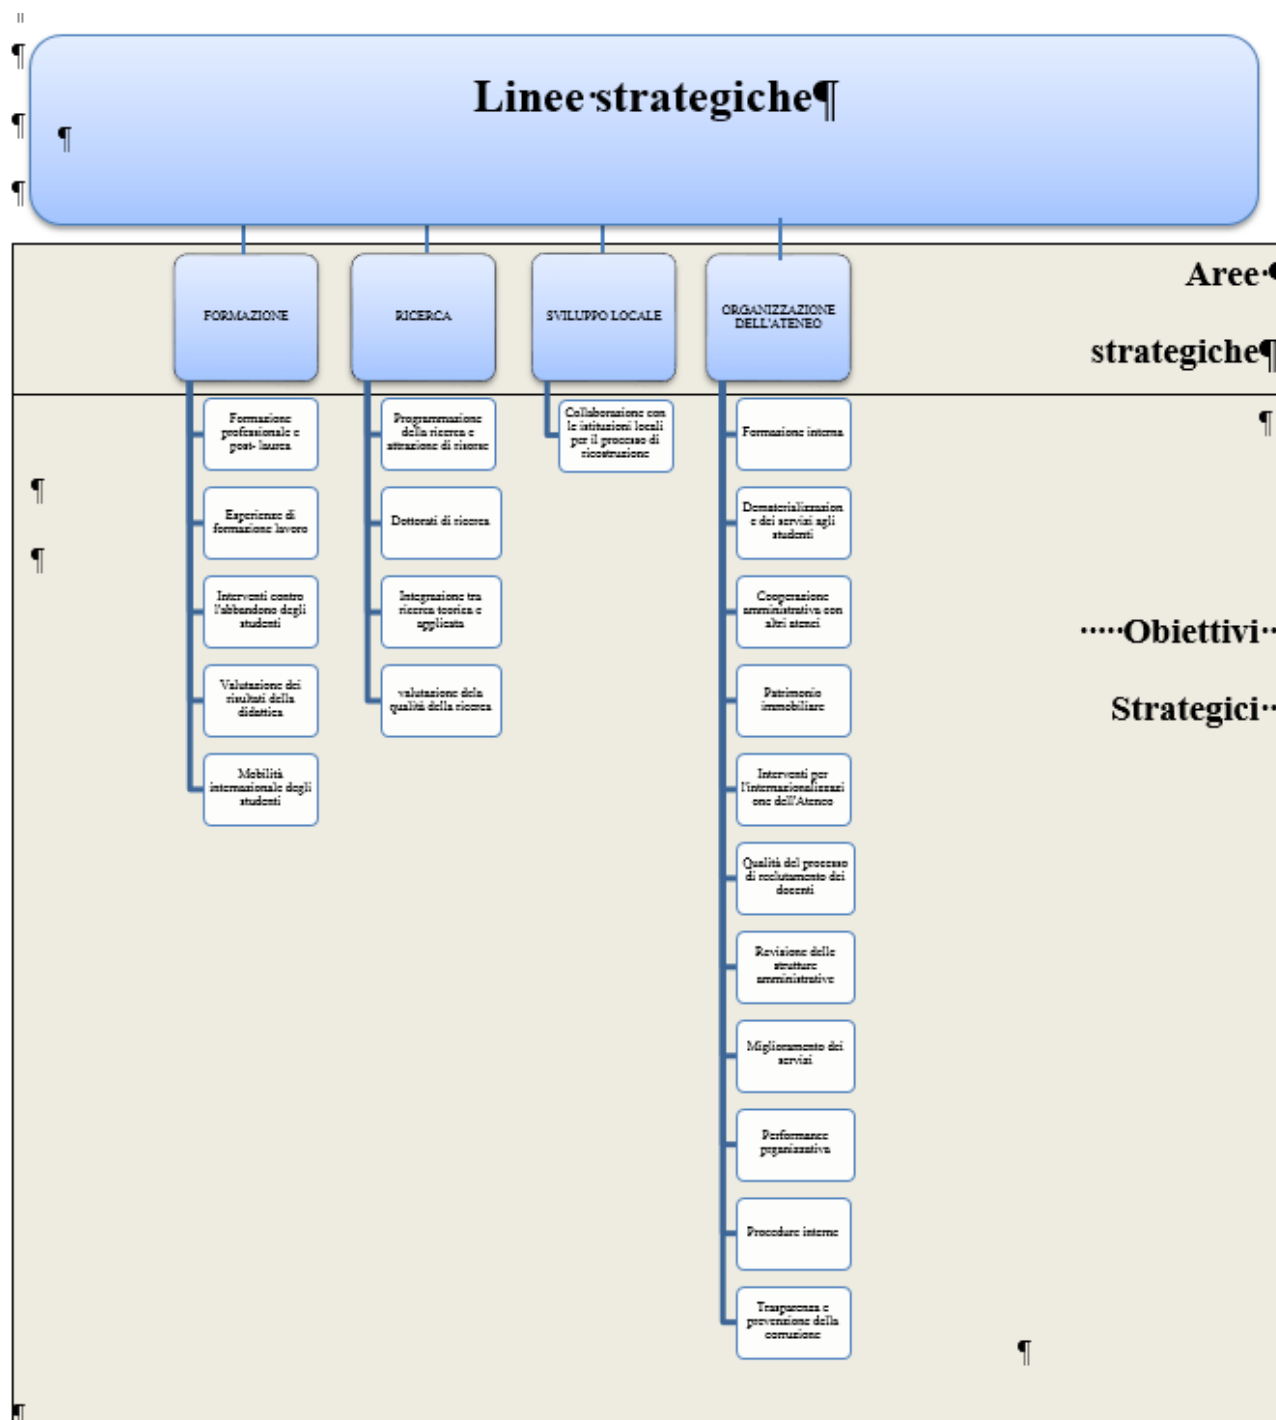 Linee strategiche
Aree
strategiche
FORMAZIONE
RICERCA
SVILUPPO LOCALE
ORGANIZZAZIONE
DELL'ATENEO
Obiettivi
Strategici
Formazione
professionale e
post- laurea
Esperienze di
formazione lavoro
Interventi contro
l'abbandono degli
studenti
Valutazione dei
risultati della
didattica
Mobilità
internazionale degli
studenti
Programmazione
della ricerca e
attrazione di risorse
Dottorati di ricerca
Integrazione tra
ricerca teorica e
applicata
valutazione dela
qualità della ricerca
Collaborazione con
le istituzioni locali
per il processo di
ricostruzione
Formazione interna
Dematerializzazion
e dei servizi agli
studenti
Cooperazione
amministrativa con
altri atenei
Patrimonio
immobiliare
Interventi per
l'internazionalizzazi
one dell'Ateneo
Qualità del processo
di reclutamento dei
docenti
Revisione delle
strutture
amministrative
Miglioramento dei
servizi
Performance
prganizzativa
Procedure interne
Trasparenza e
prevenzione della
corruzione